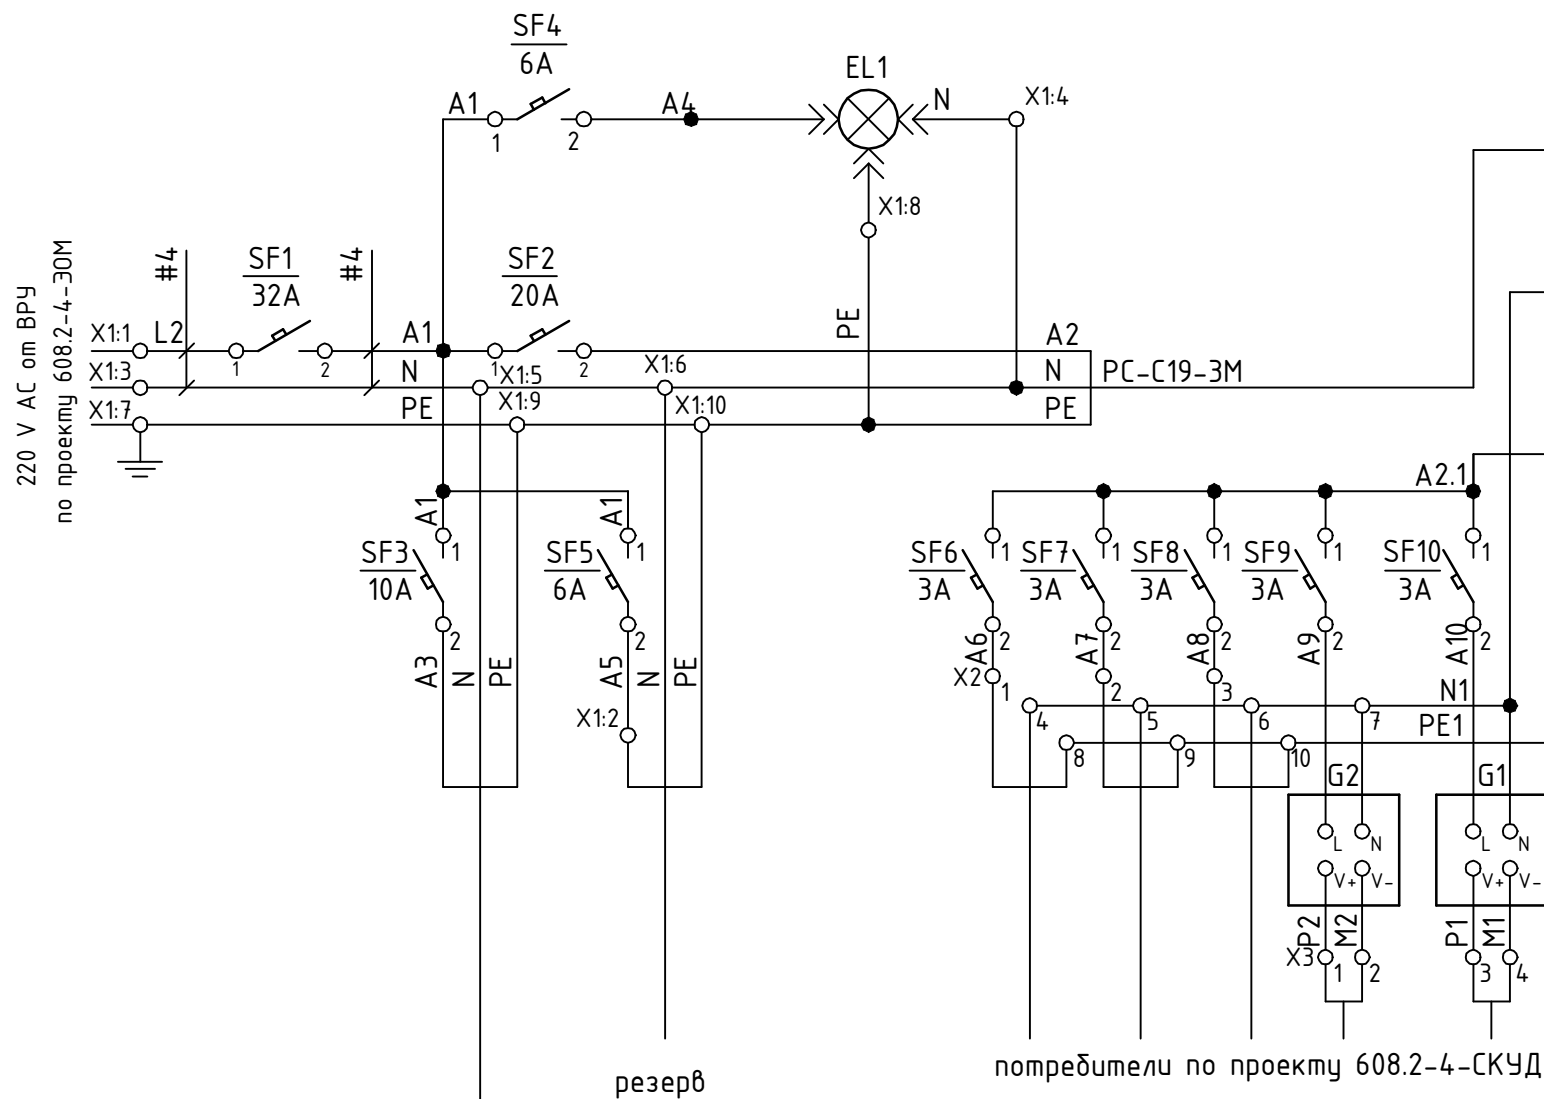 SF4
6A
EL1
A1
A4
N
X1:4
1
2
X1:8
220 V AC от ВРУ
по проекту 608.2-4-ЭОМ
#4
SF1
32A
#4
SF2
20A
PE
X1:1
L2
A1
A2
1
2
1
2
X1:3
N
X1:5
X1:6
N
PC-C19-3M
X1:7
PE
X1:9
X1:10
PE
A2.1
A1
A1
1
1
1
1
1
1
1
SF3
10A
SF5
6A
SF6
3A
SF7
3A
SF8
3A
SF9
3A
SF10
3A
2
2
2
2
2
2
2
A3
N
PE
A5
N
PE
A6
A7
A8
A9
A10
X2
1
2
3
N1
X1:2
4
5
6
7
PE1
8
9
10
G2
G1
L
N
L
N
V+
V-
V+
V-
P2
M2
P1
M1
X3
1
2
3
4
резерв
потребители по проекту 608.2-4-СКУД